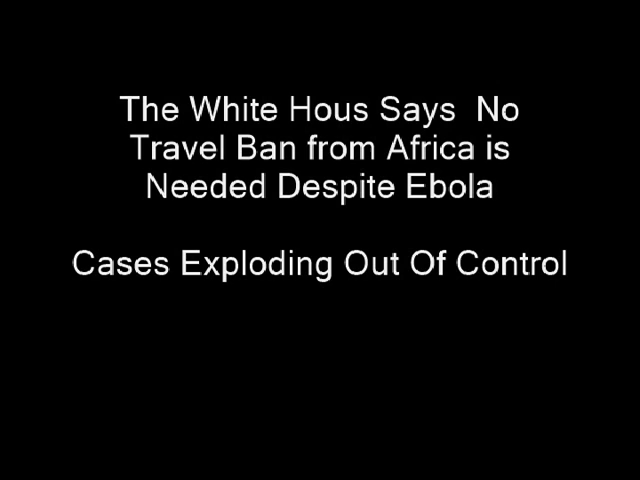 The White Hous Says  No
Travel Ban from Africa is
Needed Despite Ebola
Cases Exploding Out Of Control